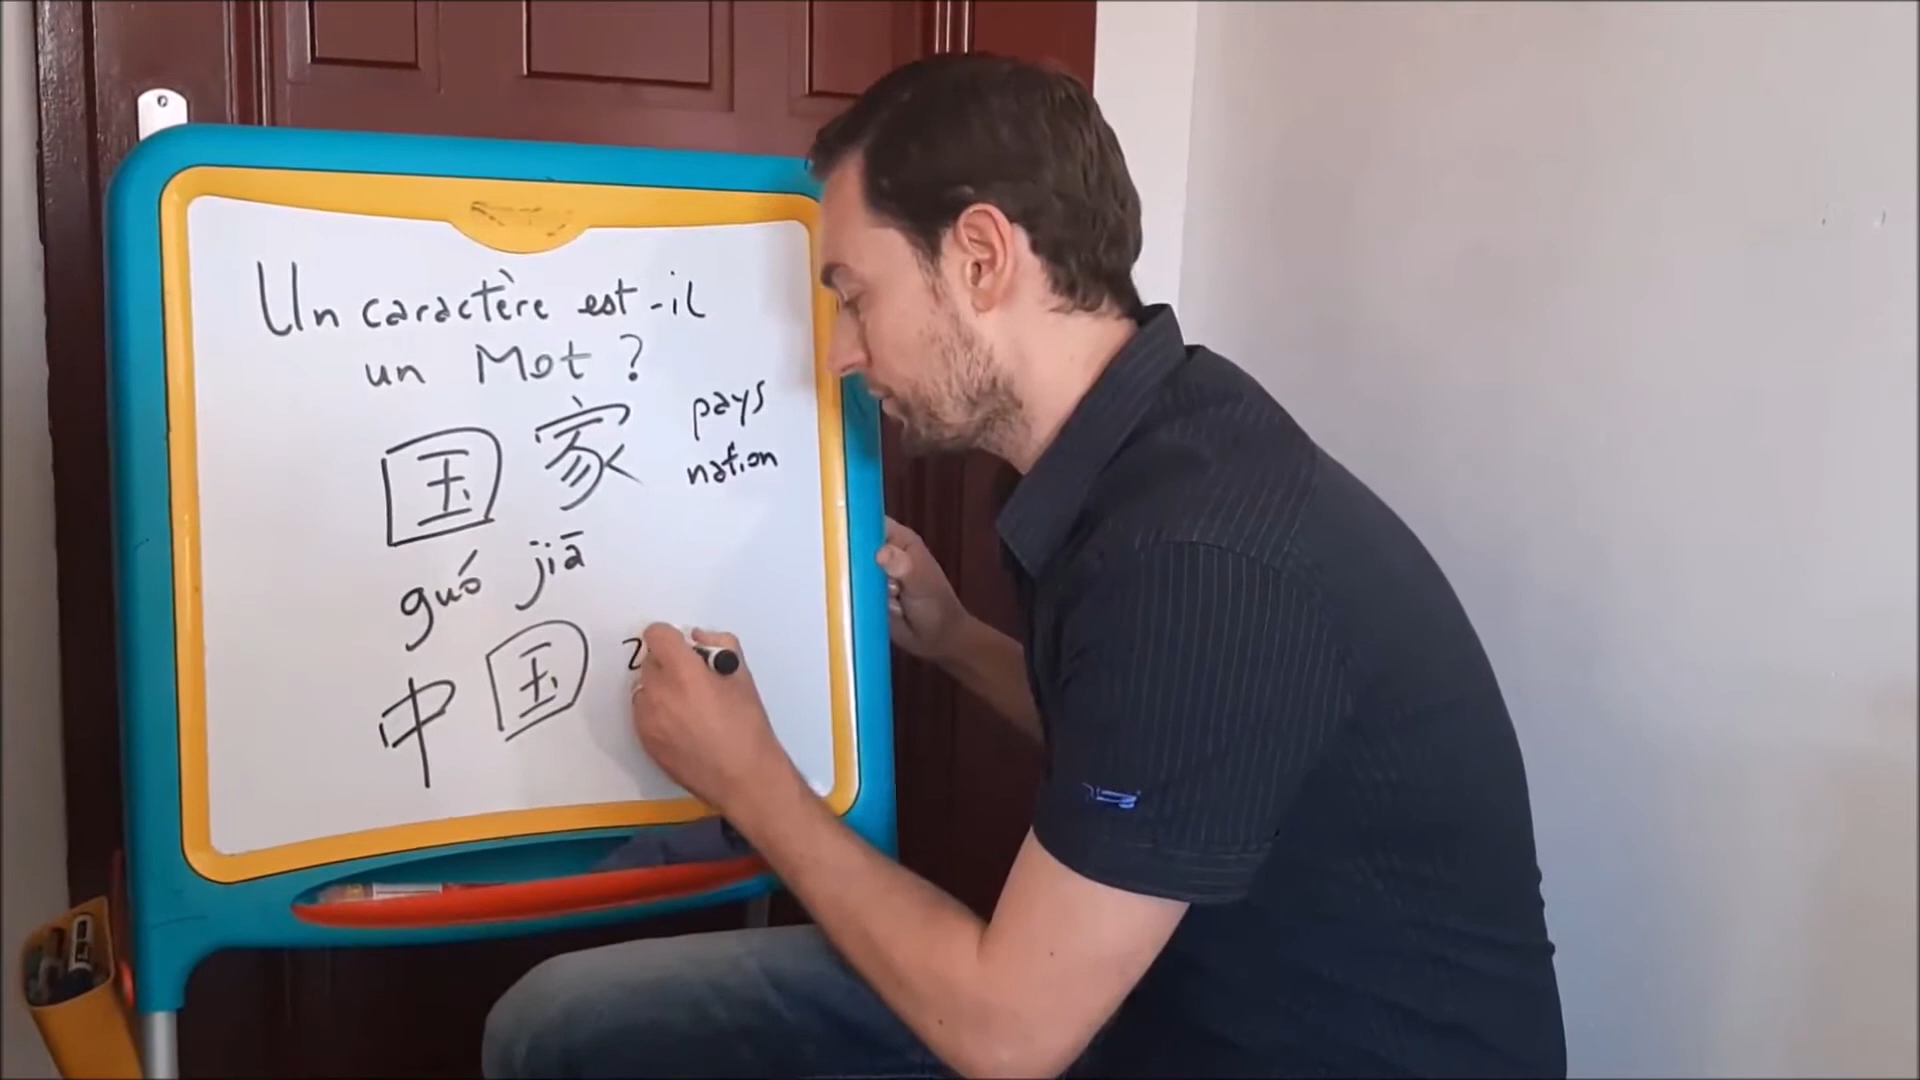 Un caractère est-il
un Mot ?
国家 pays
nation
guó jiā
中国 z